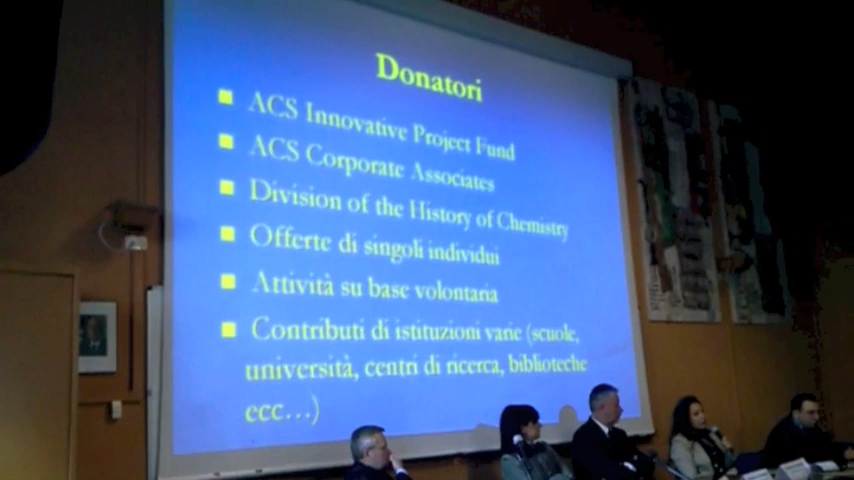 Donatori
ACS Innovative Project Fund
ACS Corporate Associates
Division of the History of Chemistry
Offerte di singoli individui
Attività su base volontaria
Contributi di istituzioni varie (scuole,
università, centri di ricerca, biblioteche
ecc…)